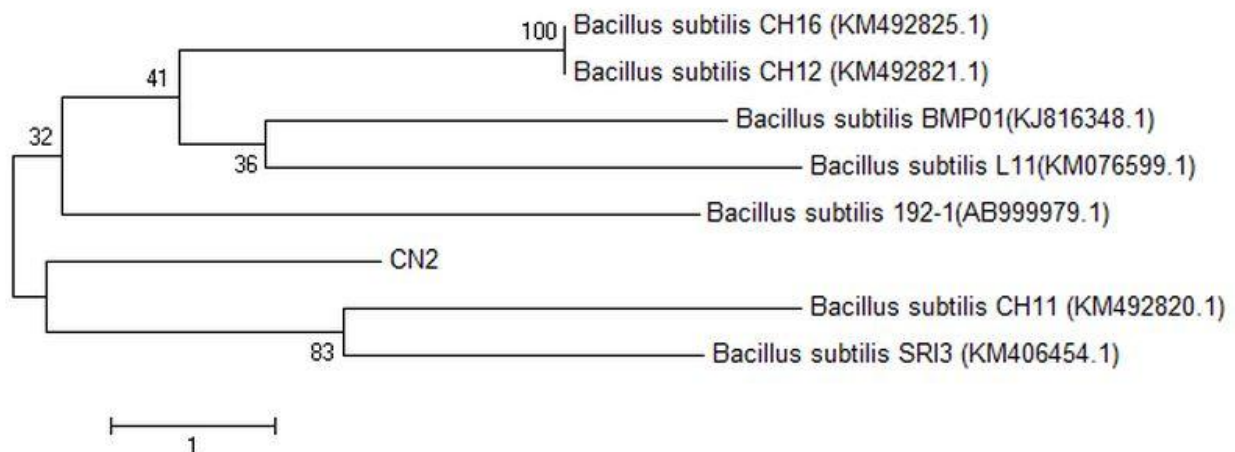 100
Bacillus subtilis CH16 (KM492825.1)
Bacillus subtilis CH12 (KM492821.1)
41
Bacillus subtilis BMP01(KJ816348.1)
32
36
Bacillus subtilis L11(KM076599.1)
Bacillus subtilis 192-1(AB999979.1)
CN2
Bacillus subtilis CH11 (KM492820.1)
83
Bacillus subtilis SRI3 (KM406454.1)
1